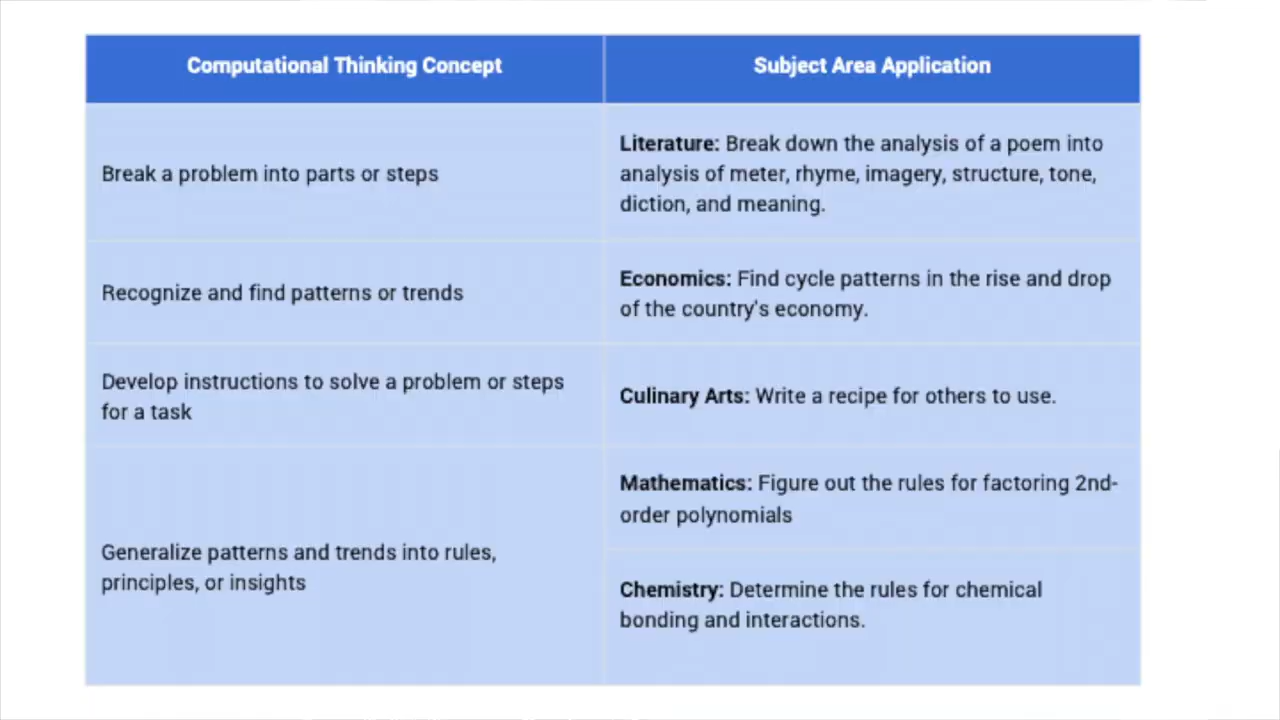 Computational Thinking Concept
Subject Area Application
Break a problem into parts or steps
Literature: Break down the analysis of a poem into
analysis of meter, rhyme, imagery, structure, tone,
diction, and meaning.
Recognize and find patterns or trends
Economics: Find cycle patterns in the rise and drop
of the country's economy.
Develop instructions to solve a problem or steps
for a task
Culinary Arts: Write a recipe for others to use.
Generalize patterns and trends into rules,
principles, or insights
Mathematics: Figure out the rules for factoring 2nd-
order polynomials
Chemistry: Determine the rules for chemical
bonding and interactions.